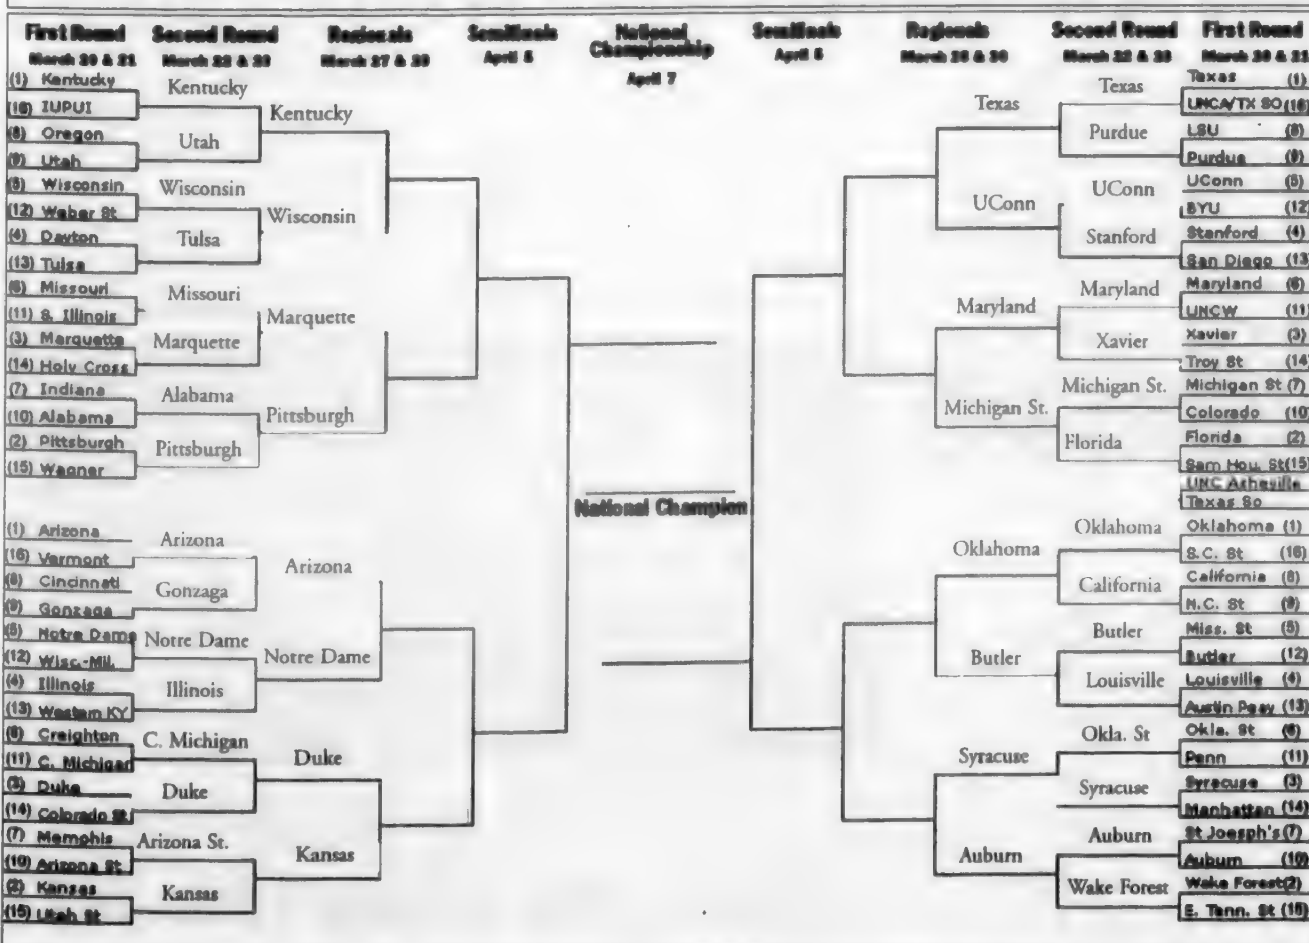 First Round Second Round Regionals Semifinals National Championship Semifinals Regionals Second Round First Round
March 20 & 21 March 22 & 23 March 27 & 29 April 5 April 7 April 5 March 28 & 30 March 22 & 23 March 20 & 21
(1) Kentucky
(16) IUPUI
(8) Oregon
(9) Utah
(5) Wisconsin
(12) Weber St
(4) Dayton
(13) Tulsa
(6) Missouri
(11) S. Illinois
(3) Marquette
(14) Holy Cross
(7) Indiana
(10) Alabama
(2) Pittsburgh
(15) Wagner
Kentucky
Utah
Wisconsin
Tulsa
Missouri
Marquette
Alabama
Pittsburgh
Kentucky
Wisconsin
Marquette
Pittsburgh
(1) Arizona
(16) Vermont
(8) Cincinnati
(9) Gonzaga
(5) Notre Dame
(12) Wisc.-Mil.
(4) Illinois
(13) Western KY
(6) Creighton
(11) C. Michigan
(3) Duke
(14) Colorado St
(7) Memphis
(10) Arizona St
(2) Kansas
(15) Utah St
Arizona
Gonzaga
Notre Dame
Illinois
C. Michigan
Duke
Arizona St.
Kansas
Arizona
Notre Dame
Duke
Kansas
National Champion
Texas
UConn
Maryland
Michigan St.
Texas
Purdue
UConn
Stanford
Maryland
Xavier
Michigan St.
Florida
Texas (1)
UNCA/TX SO (16)
LSU (8)
Purdue (9)
UConn (5)
BYU (12)
Stanford (4)
San Diego (13)
Maryland (6)
UNCW (11)
Xavier (3)
Troy St (14)
Michigan St (7)
Colorado (10)
Florida (2)
Sam Hou. St (15)
UNC Asheville
Texas So
Oklahoma
Butler
Syracuse
Auburn
Oklahoma
California
Butler
Louisville
Okla. St
Syracuse
Auburn
Wake Forest
Oklahoma (1)
S.C. St (16)
California (8)
N.C. St (9)
Miss. St (5)
Butler (12)
Louisville (4)
Austin Peay (13)
Okla. St (6)
Penn (11)
Syracuse (3)
Manhattan (14)
St Joesph's (7)
Auburn (10)
Wake Forest (2)
E. Tenn. St (15)